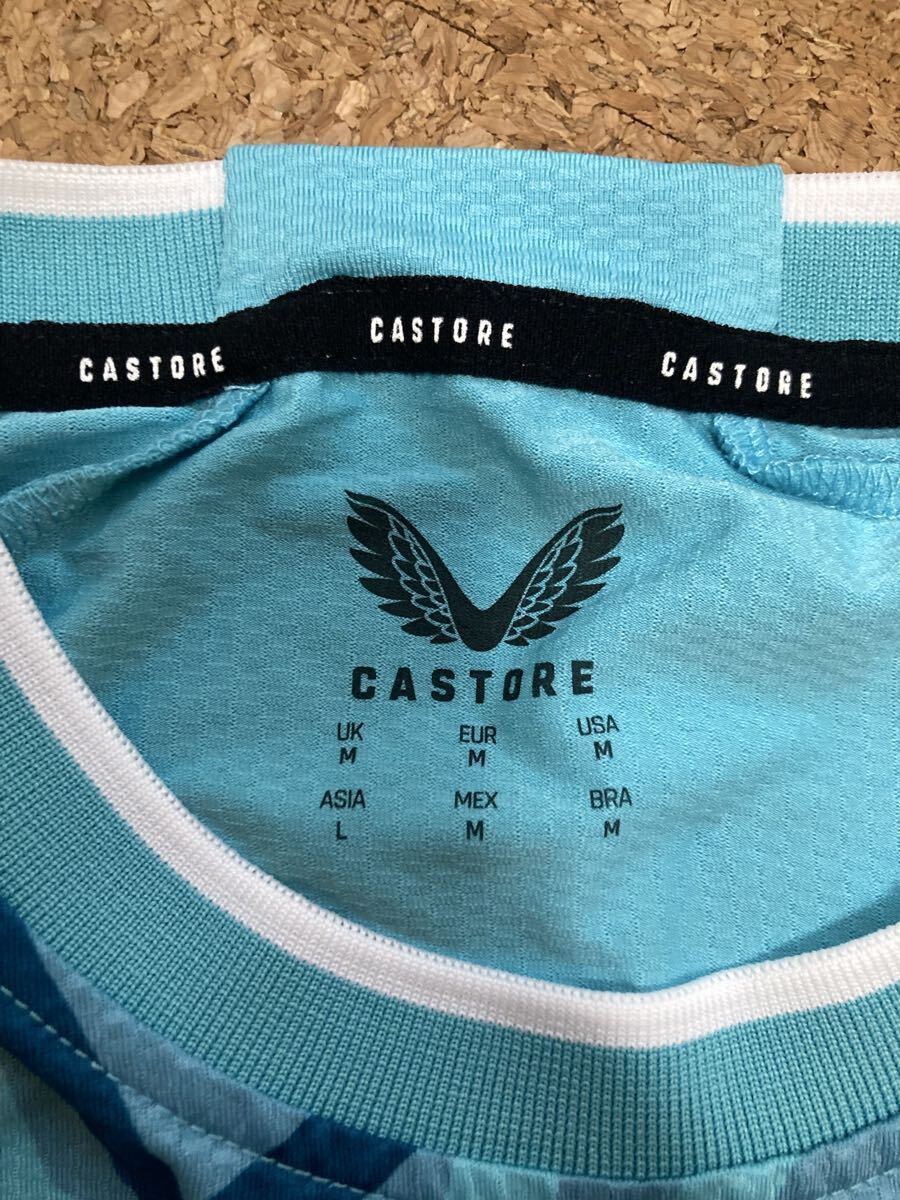 CASTORE CASTORE CASTORE
CASTORE
UK EUR USA
M M M
ASIA MEX BRA
L M M